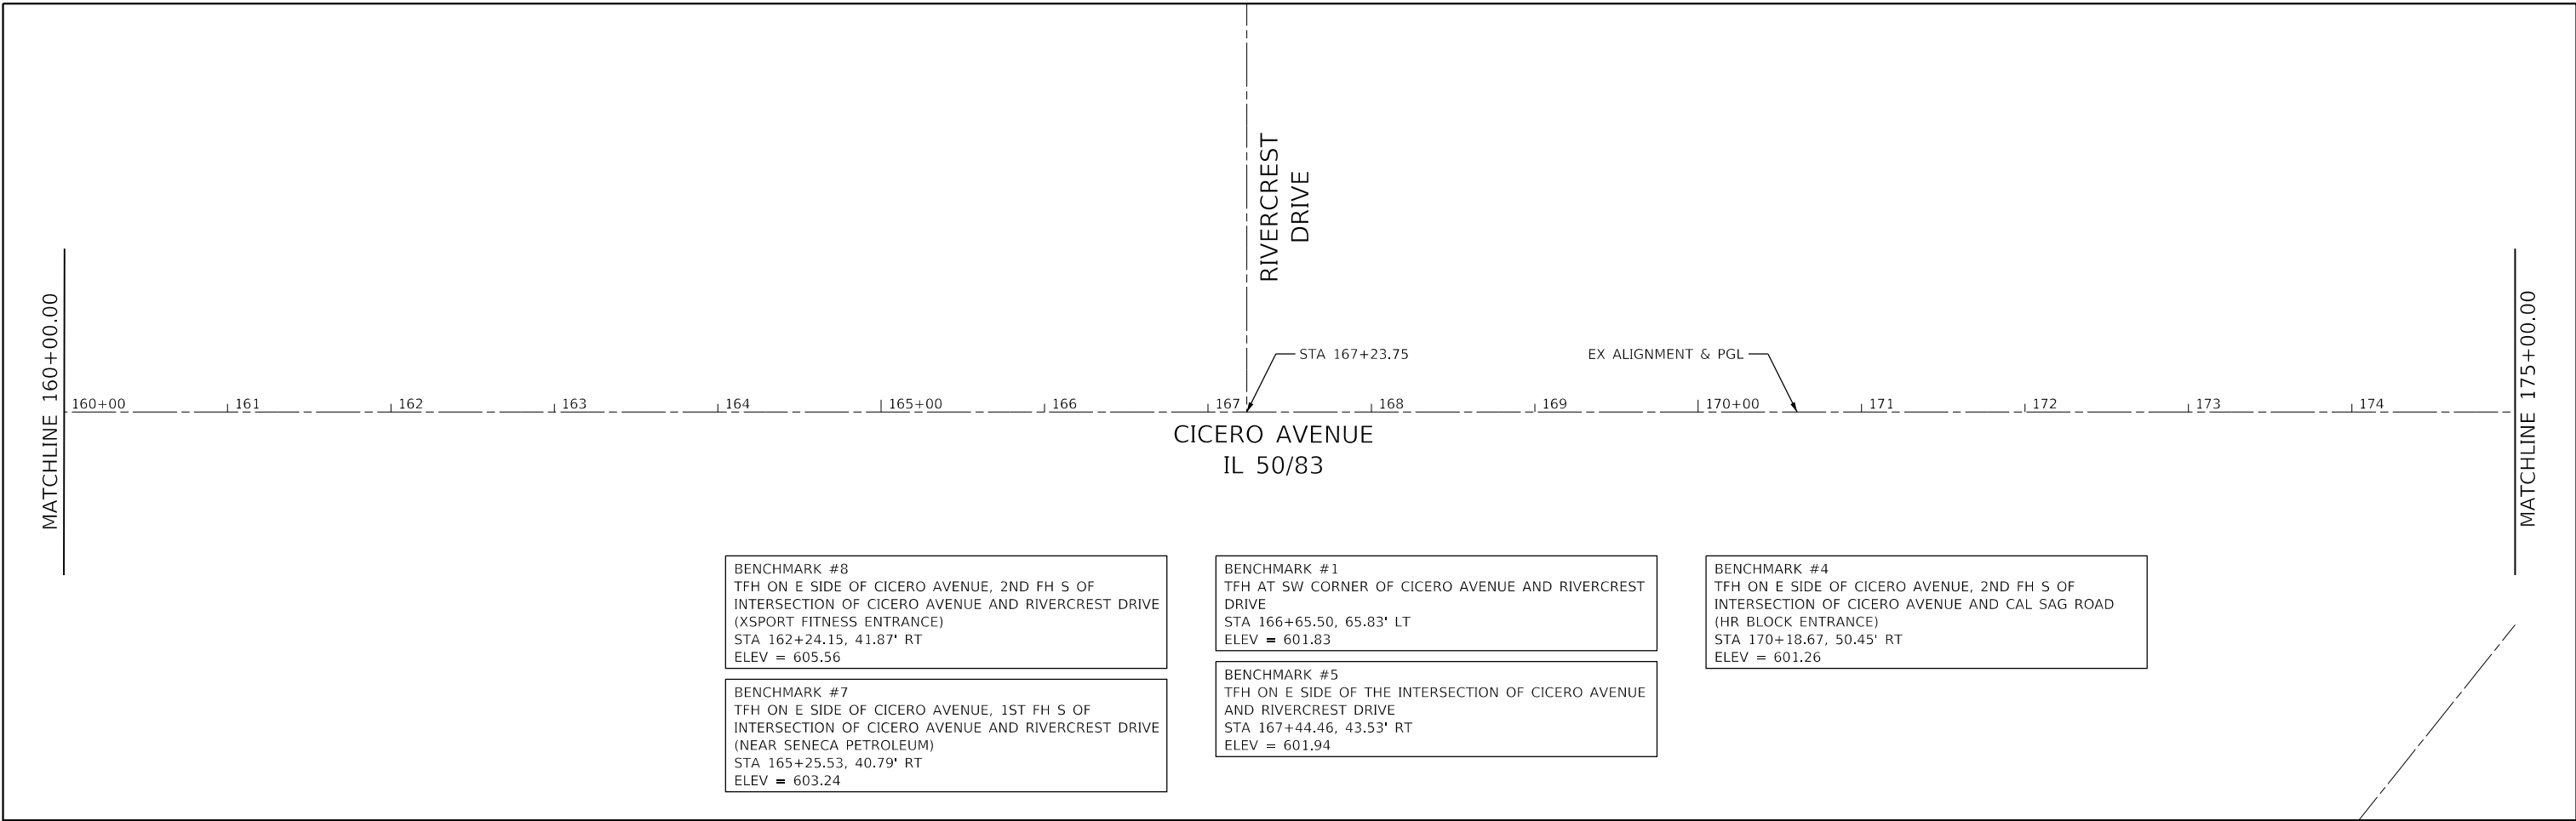 RIVERCREST
DRIVE
STA 167+23.75
EX ALIGNMENT & PGL
MATCHLINE 160+00.00
160+00 161 162 163 164 165+00 166 167 168 169 170+00 171 172 173 174
MATCHLINE 175+00.00
CICERO AVENUE
IL 50/83
BENCHMARK #8
TFH ON E SIDE OF CICERO AVENUE, 2ND FH S OF
INTERSECTION OF CICERO AVENUE AND RIVERCREST DRIVE
(XSPORT FITNESS ENTRANCE)
STA 162+24.15, 41.87' RT
ELEV = 605.56
BENCHMARK #7
TFH ON E SIDE OF CICERO AVENUE, 1ST FH S OF
INTERSECTION OF CICERO AVENUE AND RIVERCREST DRIVE
(NEAR SENECA PETROLEUM)
STA 165+25.53, 40.79' RT
ELEV = 603.24
BENCHMARK #1
TFH AT SW CORNER OF CICERO AVENUE AND RIVERCREST
DRIVE
STA 166+65.50, 65.83' LT
ELEV = 601.83
BENCHMARK #5
TFH ON E SIDE OF THE INTERSECTION OF CICERO AVENUE
AND RIVERCREST DRIVE
STA 167+44.46, 43.53' RT
ELEV = 601.94
BENCHMARK #4
TFH ON E SIDE OF CICERO AVENUE, 2ND FH S OF
INTERSECTION OF CICERO AVENUE AND CAL SAG ROAD
(HR BLOCK ENTRANCE)
STA 170+18.67, 50.45' RT
ELEV = 601.26